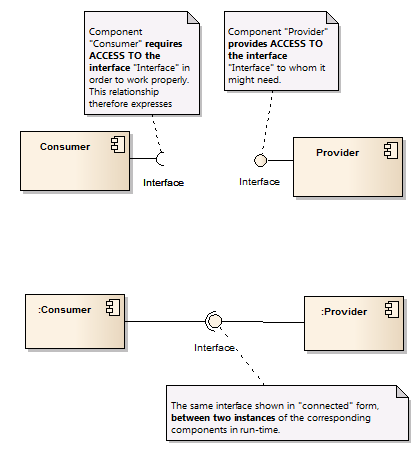 Component
"Consumer" requires
ACCESS TO the
interface "Interface" in
order to work properly.
This relationship
therefore expresses
Component "Provider"
provides ACCESS TO
the interface
"Interface" to whom it
might need.
Consumer
Interface
Provider
Interface
:Consumer
Interface
:Provider
The same interface shown in "connected" form,
between two instances of the corresponding
components in run-time.